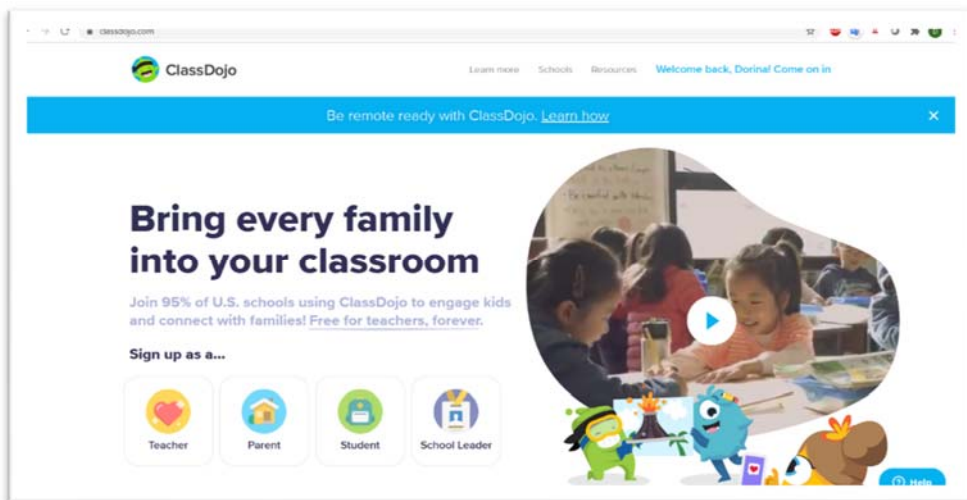 classdojo.com
ClassDojo
Learn more Schools Resources Welcome back, Dorina! Come on in
Be remote ready with ClassDojo. Learn how
Bring every family
into your classroom
Join 95% of U.S. schools using ClassDojo to engage kids
and connect with families! Free for teachers, forever.
Sign up as a...
Teacher Parent Student School Leader
Help